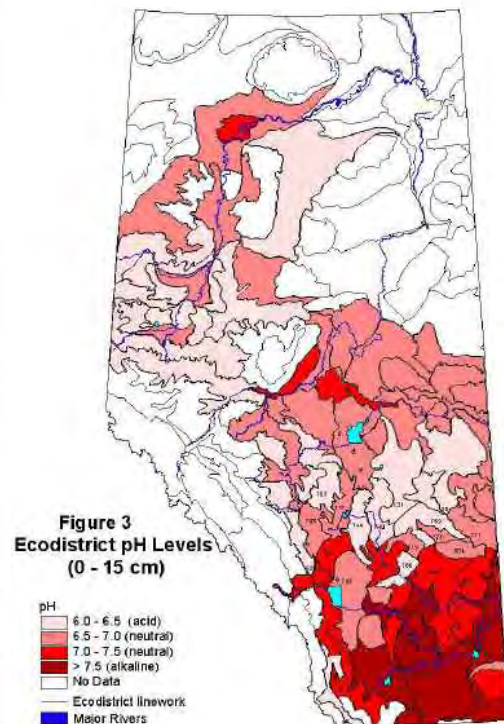 Figure 3
Ecodistrict pH Levels
(0 - 15 cm)
pH
6.0 - 6.5 (acid)
6.5 - 7.0 (neutral)
7.0 - 7.5 (neutral)
> 7.5 (alkaline)
No Data
Ecodistrict linework
Major Rivers